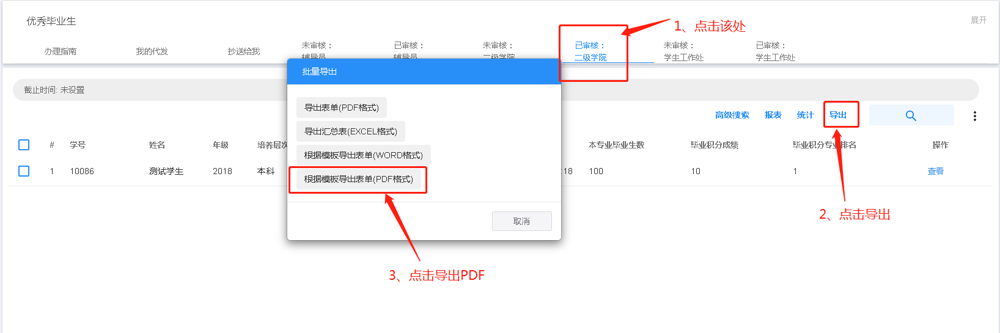 优秀毕业生
展开
1、点击该处
办理指南
我的代发
抄送给我
未审核：
辅导员
已审核：
辅导员
未审核：
二级学院
已审核：
二级学院
未审核：
学生工作处
已审核：
学生工作处
批量导出
截止时间: 未设置
导出表单(PDF格式)
导出汇总表(EXCEL格式)
根据模板导出表单(WORD格式)
根据模板导出表单(PDF格式)
取消
高级搜索 报表 统计 导出
# 学号 姓名 年级 培养层次 本专业毕业生数 毕业积分成绩 毕业积分专业排名 操作
1 10086 测试学生 2018 本科 :18 100 10 1 查看
2、点击导出
3、点击导出PDF